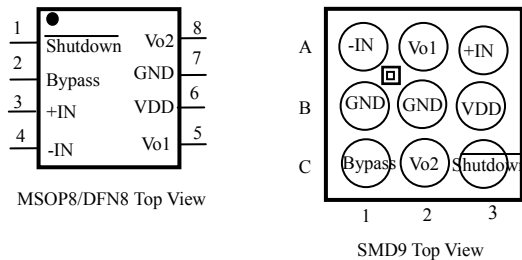 1 Shutdown Vo2 8
2 Bypass GND 7
3 +IN VDD 6
4 -IN Vo1 5
MSOP8/DFN8 Top View
A -IN Vo1 +IN
B GND GND VDD
C Bypass Vo2 Shutdown
1 2 3
SMD9 Top View